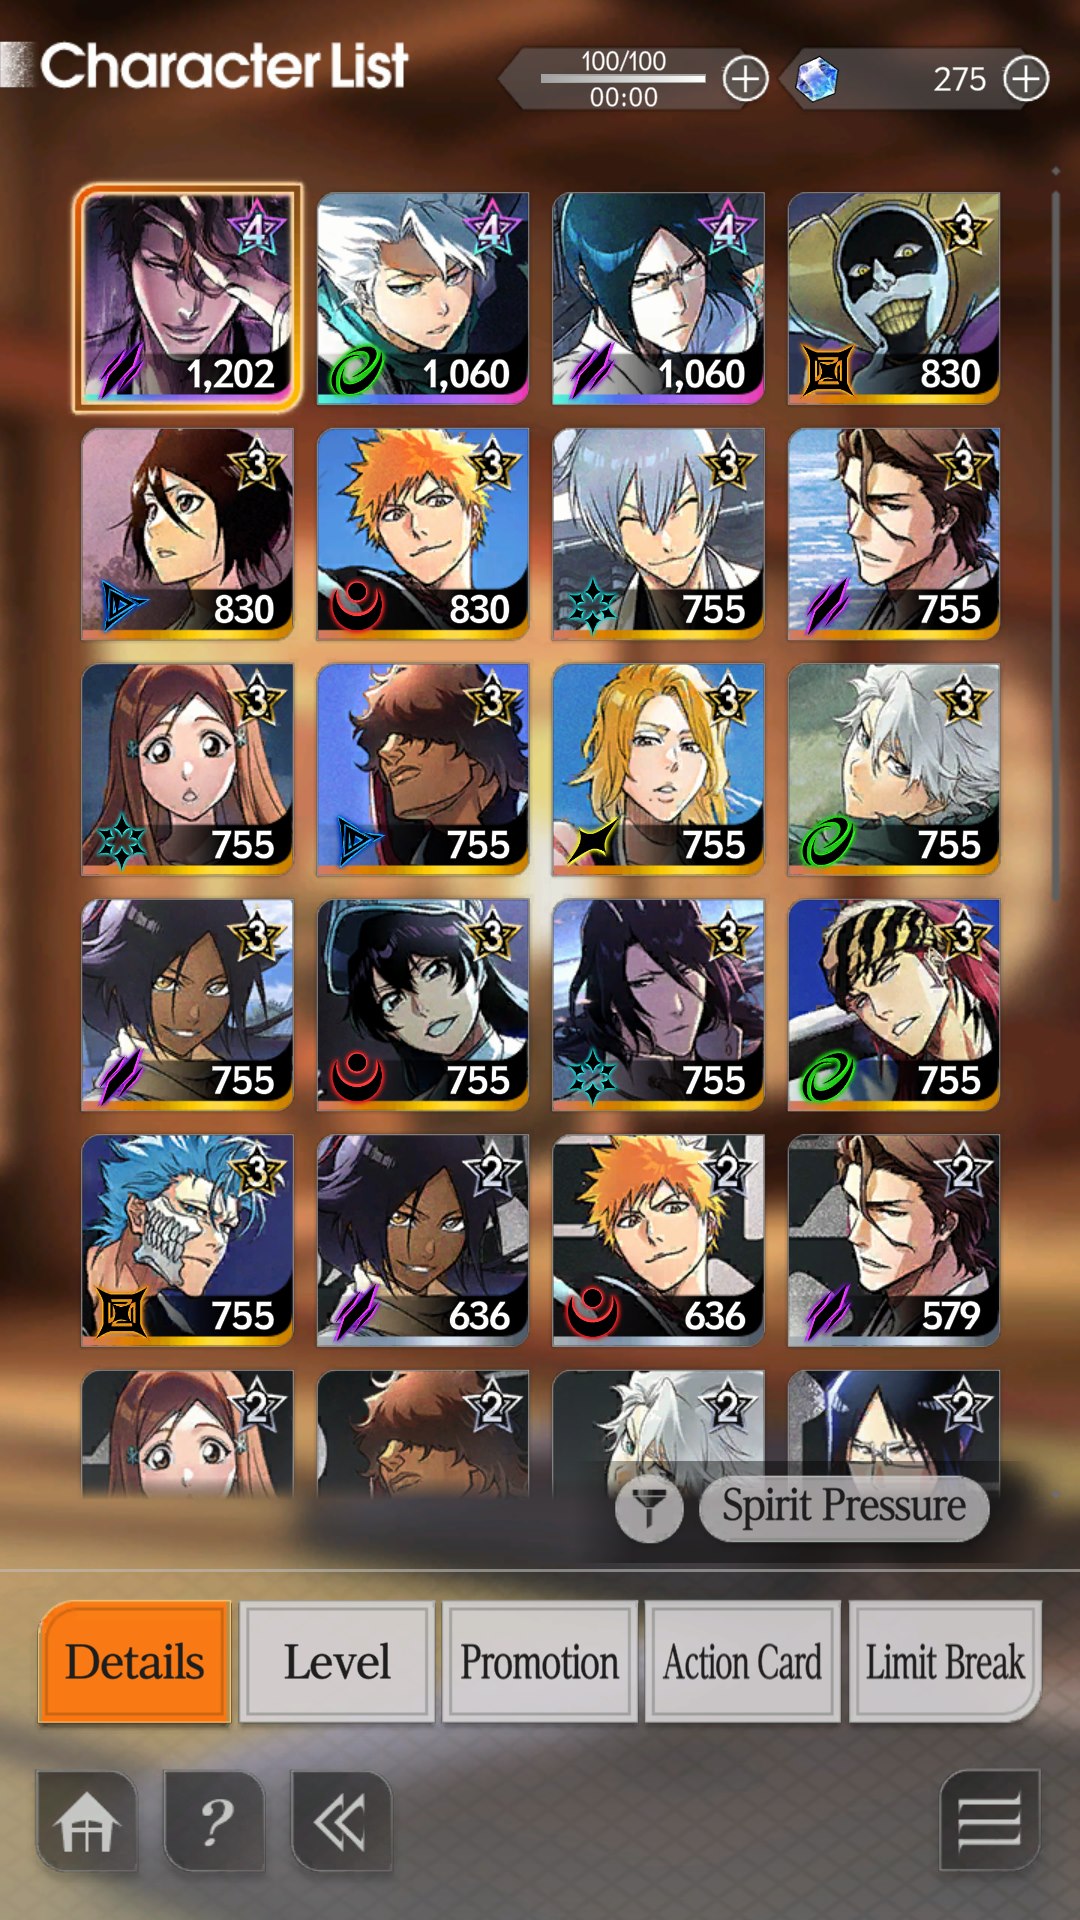 Character List
100/100
00:00
275
4 4 4 3
1,202 1,060 1,060 830
3 3 3 3
830 830 755 755
3 3 3 3
755 755 755 755
3 3 3 3
755 755 755 755
3 2 2 2
755 636 636 579
2 2 2 2
Spirit Pressure
Details Level Promotion Action Card Limit Break
?